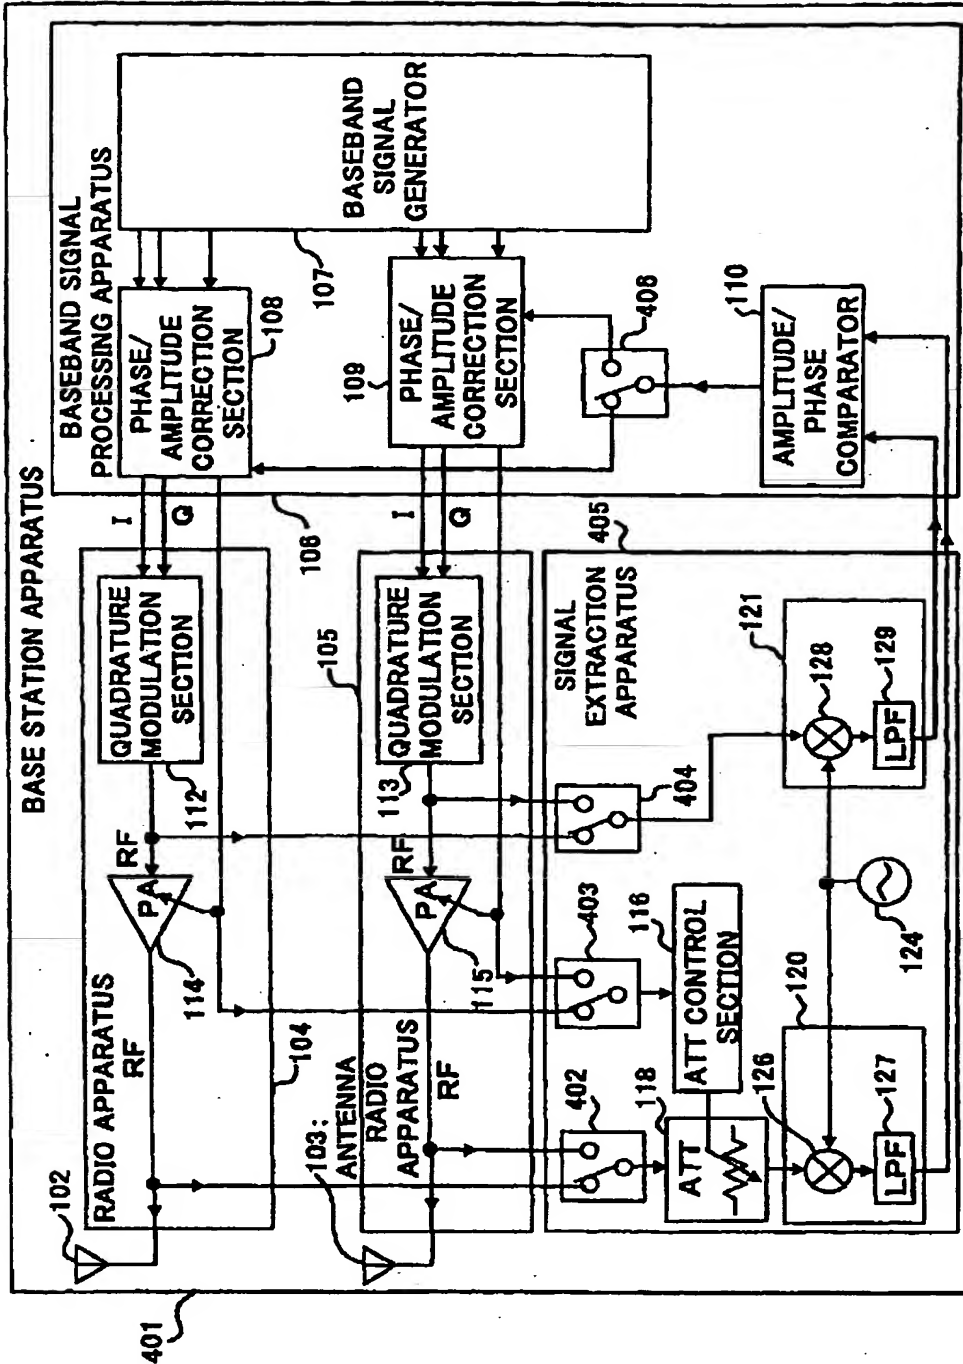 BASE STATION APPARATUS
401
BASEBAND SIGNAL
PROCESSING APPARATUS
106
BASEBAND
SIGNAL
GENERATOR
107
PHASE/
AMPLITUDE
CORRECTION
SECTION
108
PHASE/
AMPLITUDE
CORRECTION
SECTION
109
406
AMPLITUDE/
PHASE
COMPARATOR
110
I
Q
I
Q
RADIO APPARATUS
104
QUADRATURE
MODULATION
SECTION
112
RF
PA
114
RF
102
RADIO
APPARATUS
105
QUADRATURE
MODULATION
SECTION
113
RF
PA
115
RF
103:
ANTENNA
SIGNAL
EXTRACTION
APPARATUS
405
402
403
404
ATT CONTROL
SECTION
116
ATT
118
120
126
LPF
127
124
121
128
LPF
129